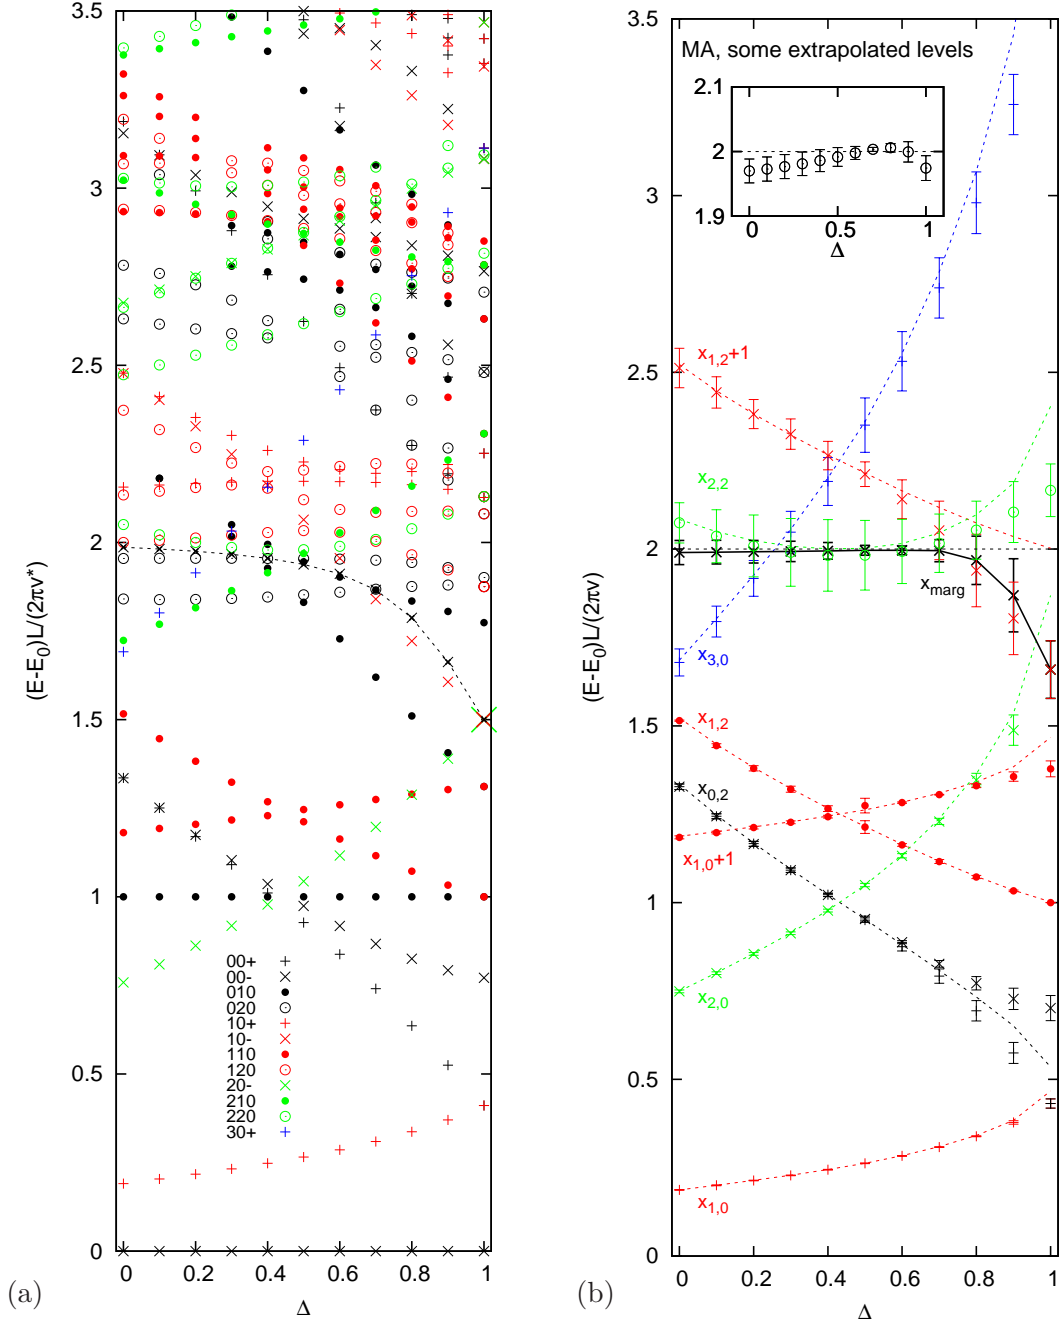 3.5
3
2.5
2
1.5
1
0.5
0
(E-E0)L/(2πv*)
00+
00-
010
020
10+
10-
110
120
20-
210
220
30+
0 0.2 0.4 0.6 0.8 1
Δ
(a)
3.5
3
2.5
2
1.5
1
0.5
0
(E-E0)L/(2πv)
MA, some extrapolated levels
2.1
2
1.9
0 0.5 1
Δ
x1,2+1
x2,2
xmarg
x3,0
x1,2
x0,2
x1,0+1
x2,0
x1,0
0 0.2 0.4 0.6 0.8 1
Δ
(b)